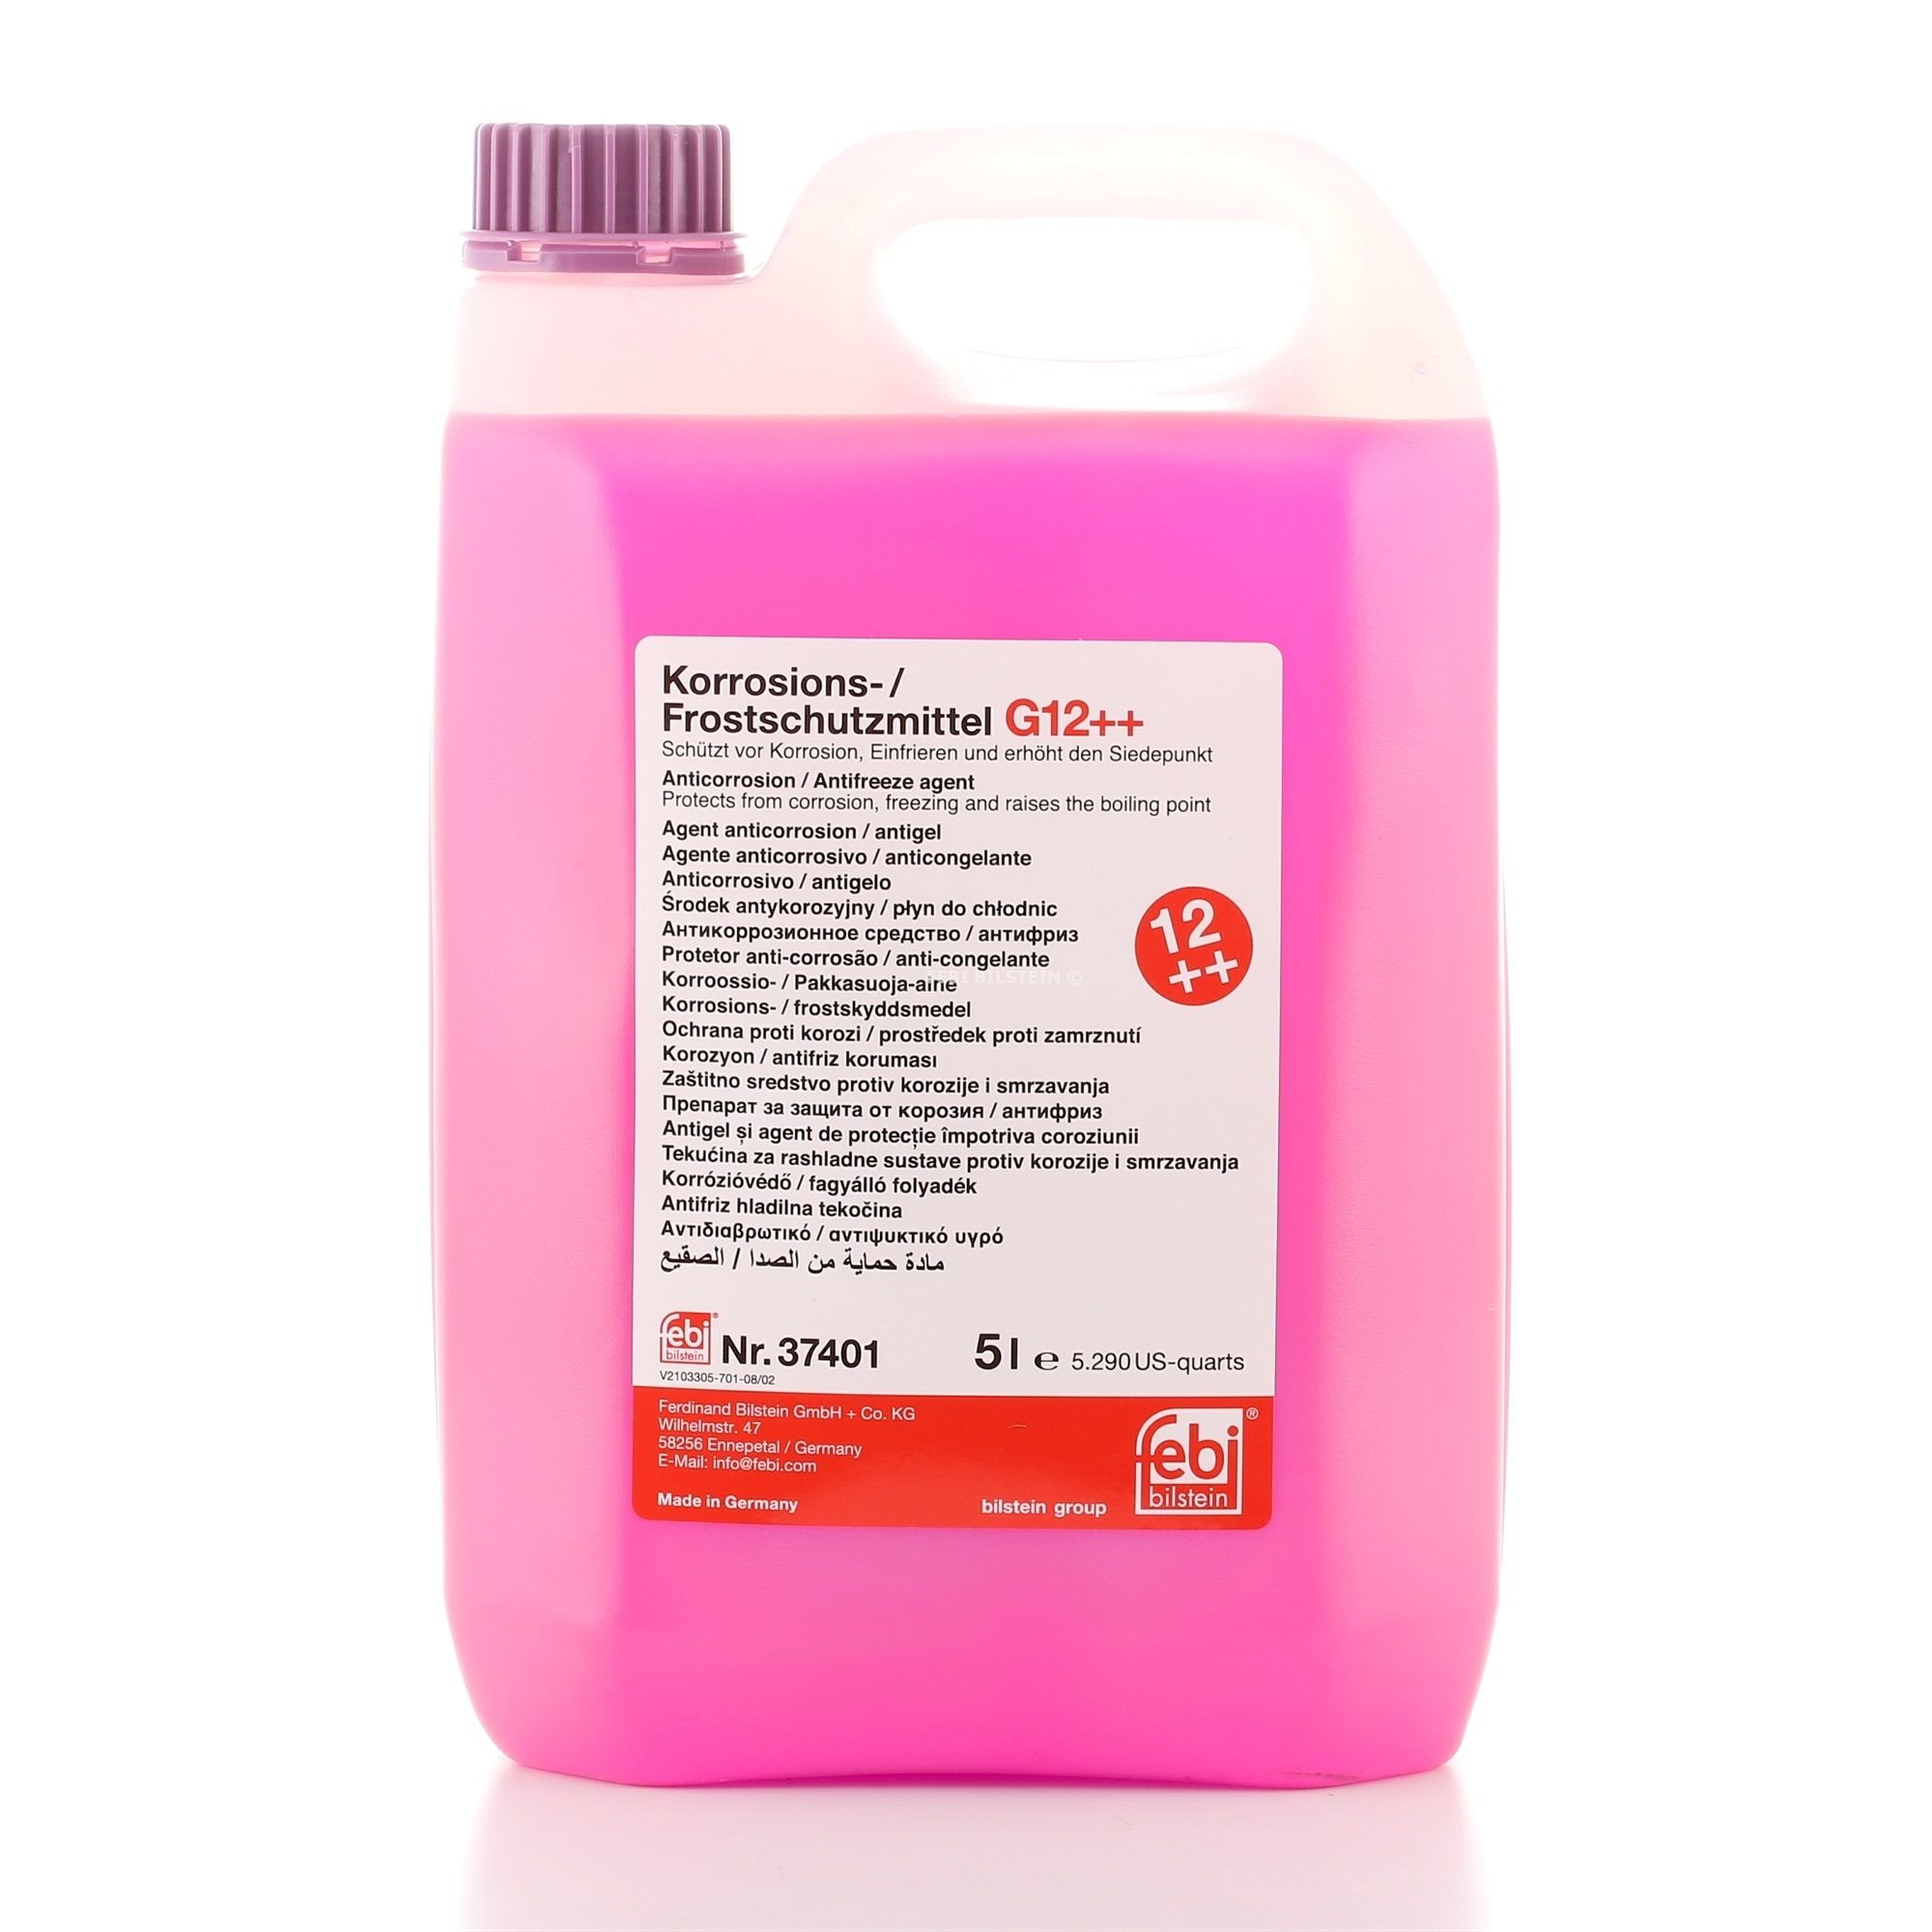 Korrosions- /
Frostschutzmittel G12++
Schützt vor Korrosion, Einfrieren und erhöht den Siedepunkt
Anticorrosion / Antifreeze agent
Protects from corrosion, freezing and raises the boiling point
Agent anticorrosion / antigel
Agente anticorrosivo / anticongelante
Anticorrosivo / antigelo
Środek antykorozyjny / płyn do chłodnic
Антикоррозионное средство / антифриз
Protetor anti-corrosão / anti-congelante
Korroossio- / Pakkasuoja-aine
Korrosions- / frostskyddsmedel
Ochrana proti korozi / prostředek proti zamrznutí
Korozyon / antifriz koruması
Zaštitno sredstvo protiv korozije i smrzavanja
Препарат за защита от корозия / антифриз
Antigel și agent de protecție împotriva coroziunii
Tekućina za rashladne sustave protiv korozije i smrzavanja
Korrózióvédő / fagyálló folyadék
Antifriz hladilna tekočina
Αντιδιαβρωτικό / αντιψυκτικό υγρό
مادة حماية من الصدا / الصقيع
12
++
BILSTEIN ©
febi®
bilstein
Nr. 37401
5 l e 5.290 US-quarts
V2103305-701-08/02
Ferdinand Bilstein GmbH + Co. KG
Wilhelmstr. 47
58256 Ennepetal / Germany
E-Mail: info@febi.com
Made in Germany
bilstein group
febi®
bilstein